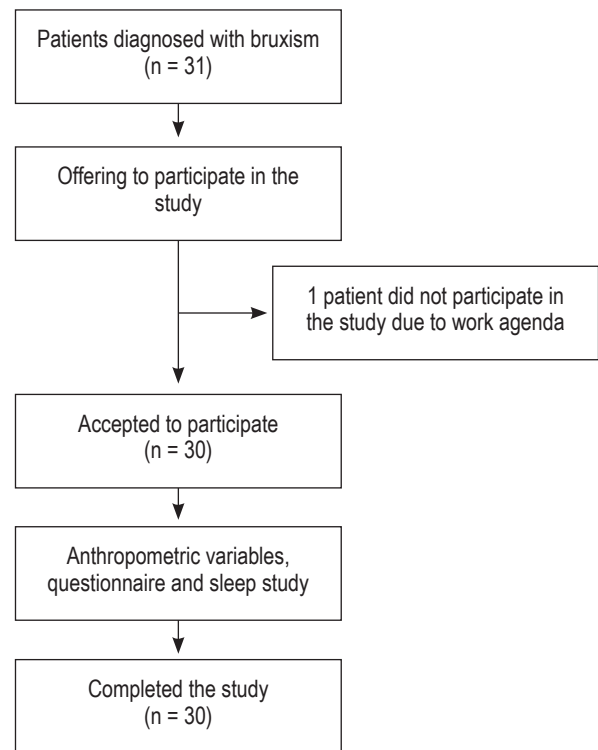 Patients diagnosed with bruxism
(n = 31)
Offering to participate in the
study
1 patient did not participate in
the study due to work agenda
Accepted to participate
(n = 30)
Anthropometric variables,
questionnaire and sleep study
Completed the study
(n = 30)